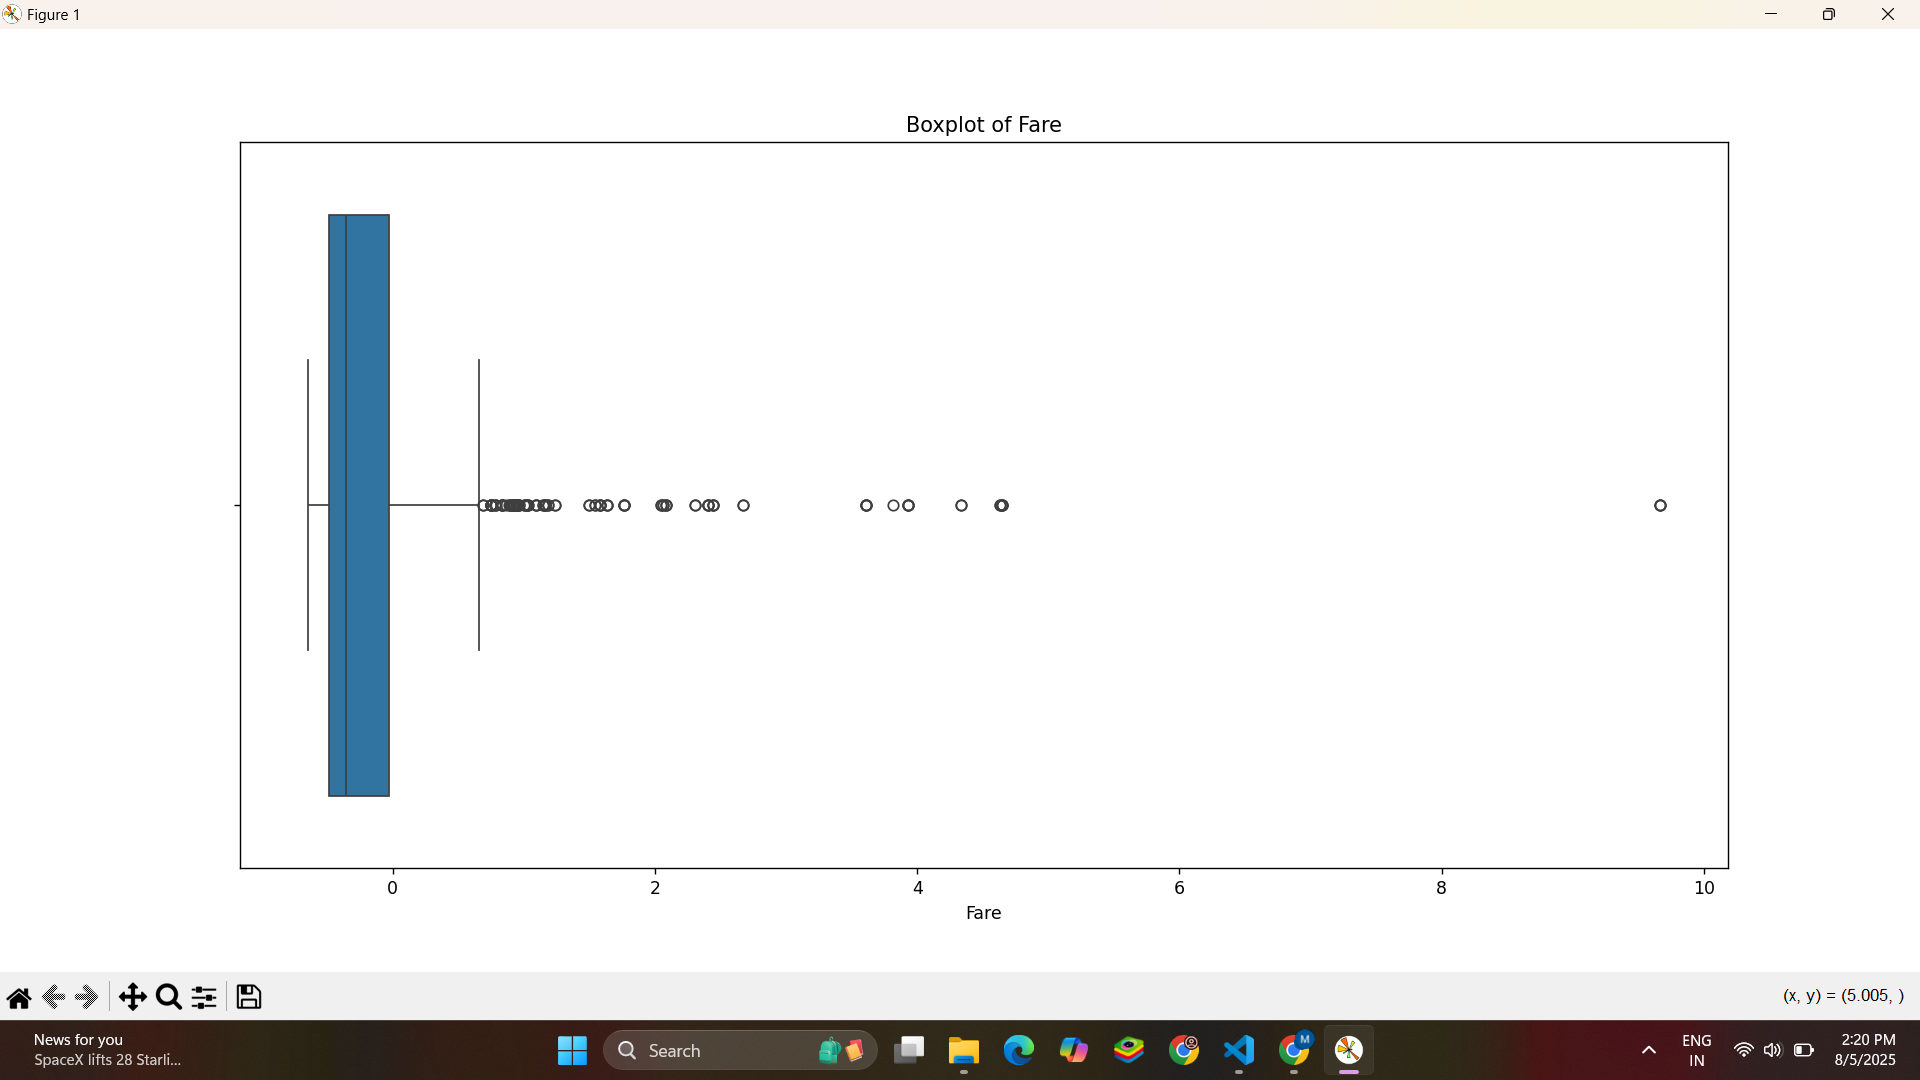 Figure 1
Boxplot of Fare
0 2 4 6 8 10
Fare
(x, y) = (5.005, )
News for you
SpaceX lifts 28 Starli...
Search
M
ENG
IN
2:20 PM
8/5/2025